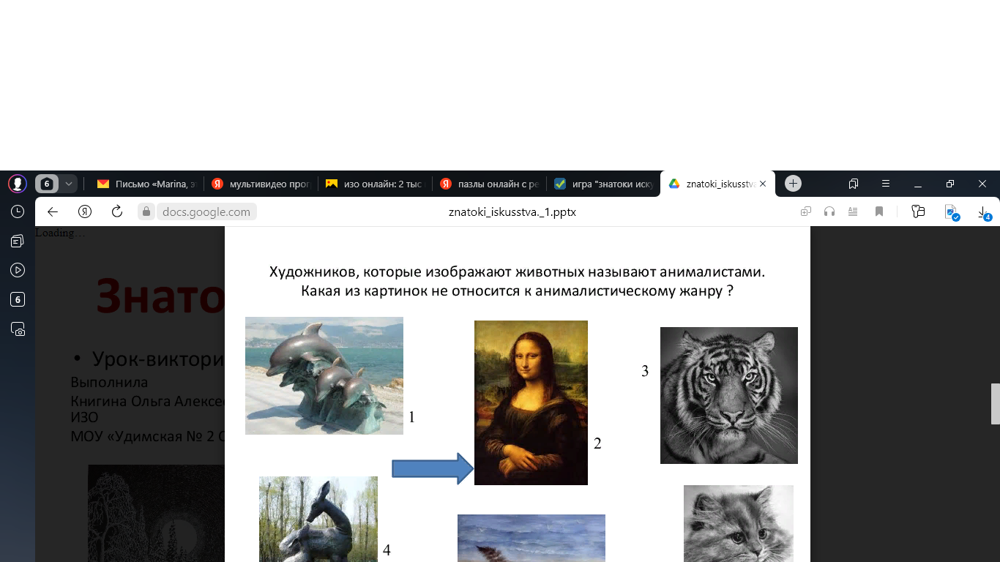 6
Письмо «Marina, э
мультивидео прог
изо онлайн: 2 тыс
пазлы онлайн с ре
игра "знатоки иску
znatoki_iskusstva
docs.google.com
znatoki_iskusstva._1.pptx
4
6
Loading...
Знато
• Урок-виктори
Выполнила
Книгина Ольга Алексе
ИЗО
МОУ «Удимская № 2 С
Художников, которые изображают животных называют анималистами.
Какая из картинок не относится к анималистическому жанру ?
1
2
3
4